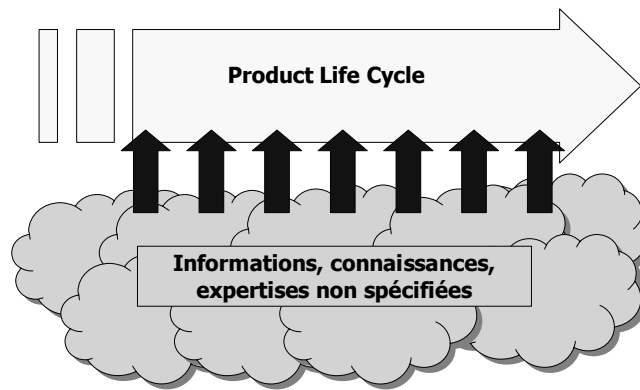 Product Life Cycle
Informations, connaissances,
expertises non spécifiées